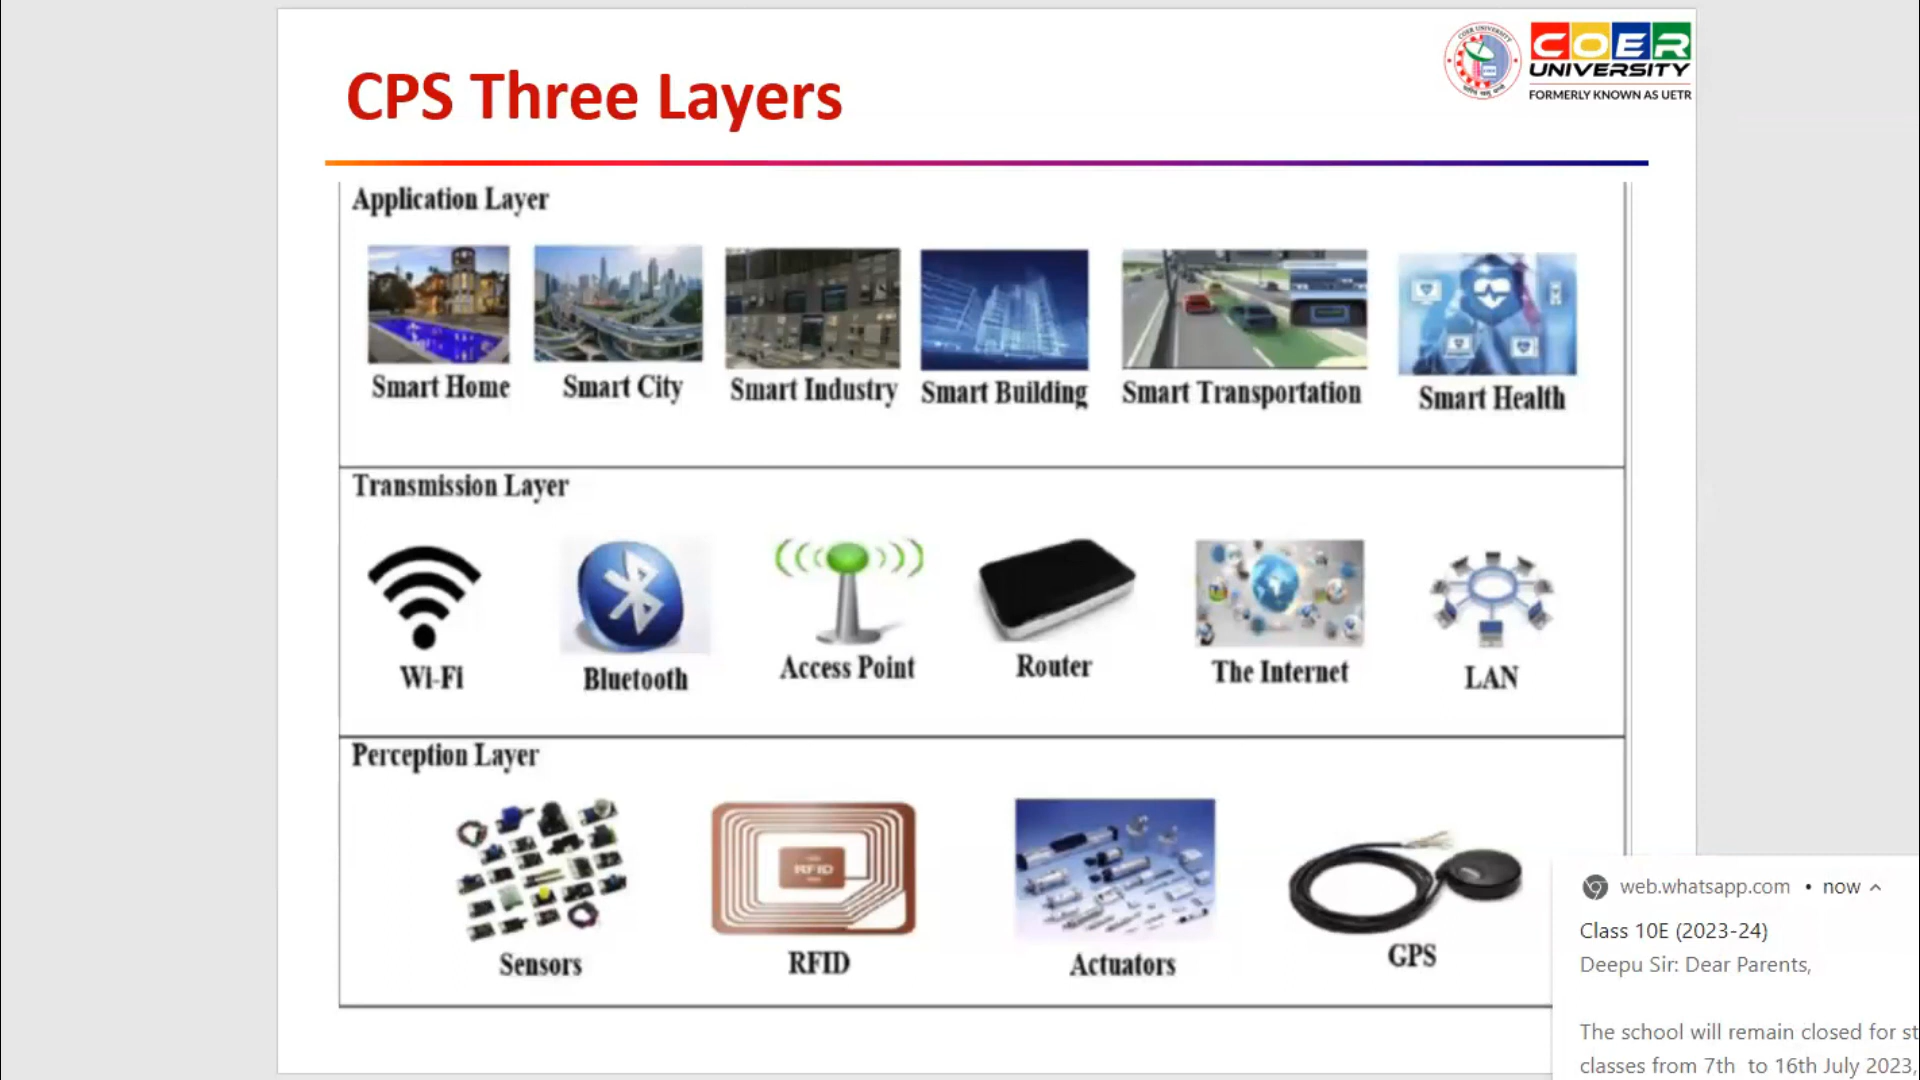 CPS Three Layers
COER UNIVERSITY
COER
UNIVERSITY
FORMERLY KNOWN AS UETR
Application Layer
Smart Home
Smart City
Smart Industry
Smart Building
Smart Transportation
Smart Health
Transmission Layer
Wi-Fi
Bluetooth
Access Point
Router
The Internet
LAN
Perception Layer
RFID
Sensors
RFID
Actuators
GPS
web.whatsapp.com • now
Class 10E (2023-24)
Deepu Sir: Dear Parents,
The school will remain closed for st
classes from 7th to 16th July 2023,